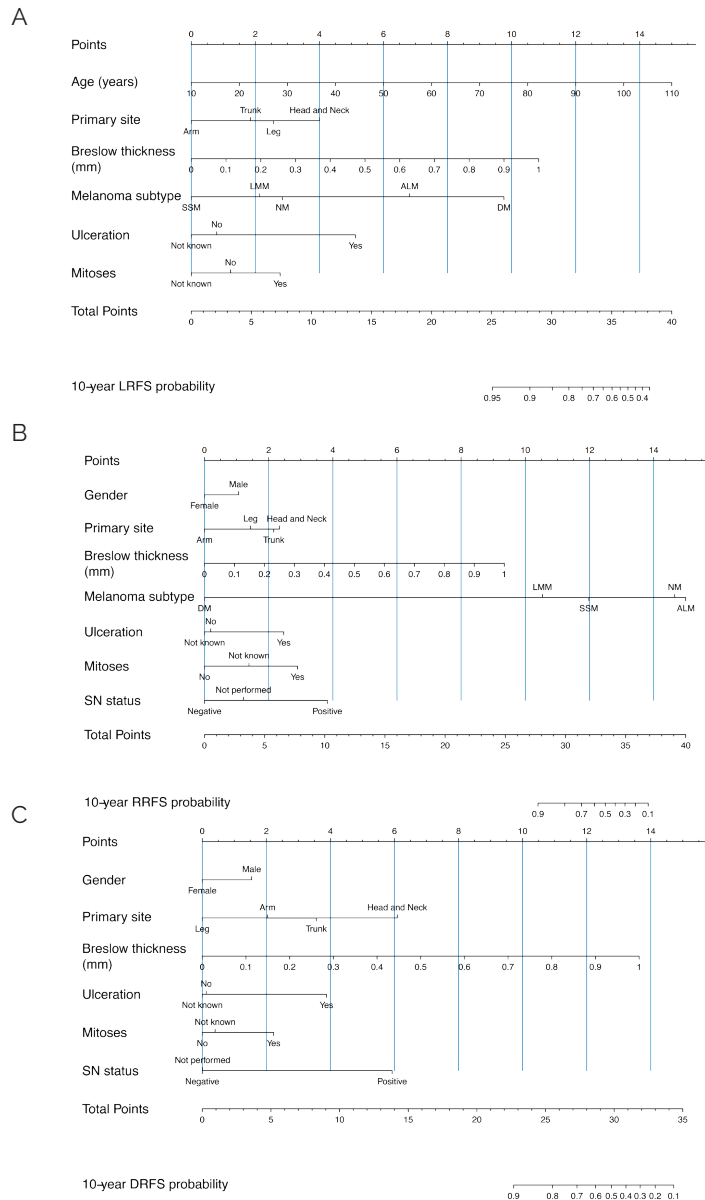 A
0 2 4 6 8 10 12 14
Points
Age (years)
10 20 30 40 50 60 70 80 90 100 110
Trunk Head and Neck
Primary site
Arm Leg
Breslow thickness
(mm)
0 0.1 0.2 0.3 0.4 0.5 0.6 0.7 0.8 0.9 1
LMM ALM
Melanoma subtype
SSM NM DM
No
Ulceration
Not known Yes
No
Mitoses
Not known Yes
Total Points
0 5 10 15 20 25 30 35 40
10-year LRFS probability
0.95 0.9 0.8 0.7 0.6 0.5 0.4
B
0 2 4 6 8 10 12 14
Points
Male
Gender
Female
Leg Head and Neck
Primary site
Arm Trunk
Breslow thickness
(mm)
0 0.1 0.2 0.3 0.4 0.5 0.6 0.7 0.8 0.9 1
LMM NM
Melanoma subtype
DM SSM ALM
No
Ulceration
Not known Yes
Not known
Mitoses
No Yes
Not performed
SN status
Negative Positive
Total Points
0 5 10 15 20 25 30 35 40
10-year RRFS probability
0.9 0.7 0.5 0.3 0.1
C
0 2 4 6 8 10 12 14
Points
Male
Gender
Female
Arm Head and Neck
Primary site
Leg Trunk
Breslow thickness
(mm)
0 0.1 0.2 0.3 0.4 0.5 0.6 0.7 0.8 0.9 1
No
Ulceration
Not known Yes
Not known
Mitoses
No Yes
Not performed
SN status
Negative Positive
Total Points
0 5 10 15 20 25 30 35
10-year DRFS probability
0.9 0.8 0.7 0.6 0.5 0.4 0.3 0.2 0.1